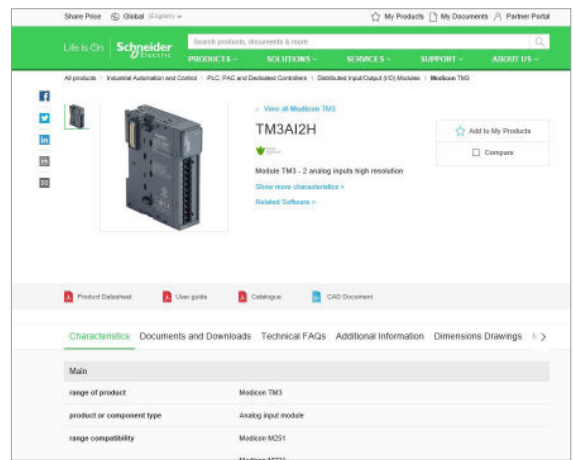 Share Price Global (English) My Products My Documents Partner Portal
Life Is On Schneider Electric
Search products, documents & more
PRODUCTS SOLUTIONS SERVICES SUPPORT ABOUT US
All products Industrial Automation and Control PLC, PAC and Dedicated Controllers Distributed Input/Output (I/O) Modules Modicon TM3
« View all Modicon TM3
TM3AI2H
Add to My Products
Compare
Module TM3 - 2 analog inputs high resolution
Show more characteristics »
Related Software >
Product Datasheet User guide Catalogue CAD Document
Characteristics Documents and Downloads Technical FAQs Additional Information Dimensions Drawings
Main
range of product Modicon TM3
product or component type Analog input module
range compatibility Modicon M251